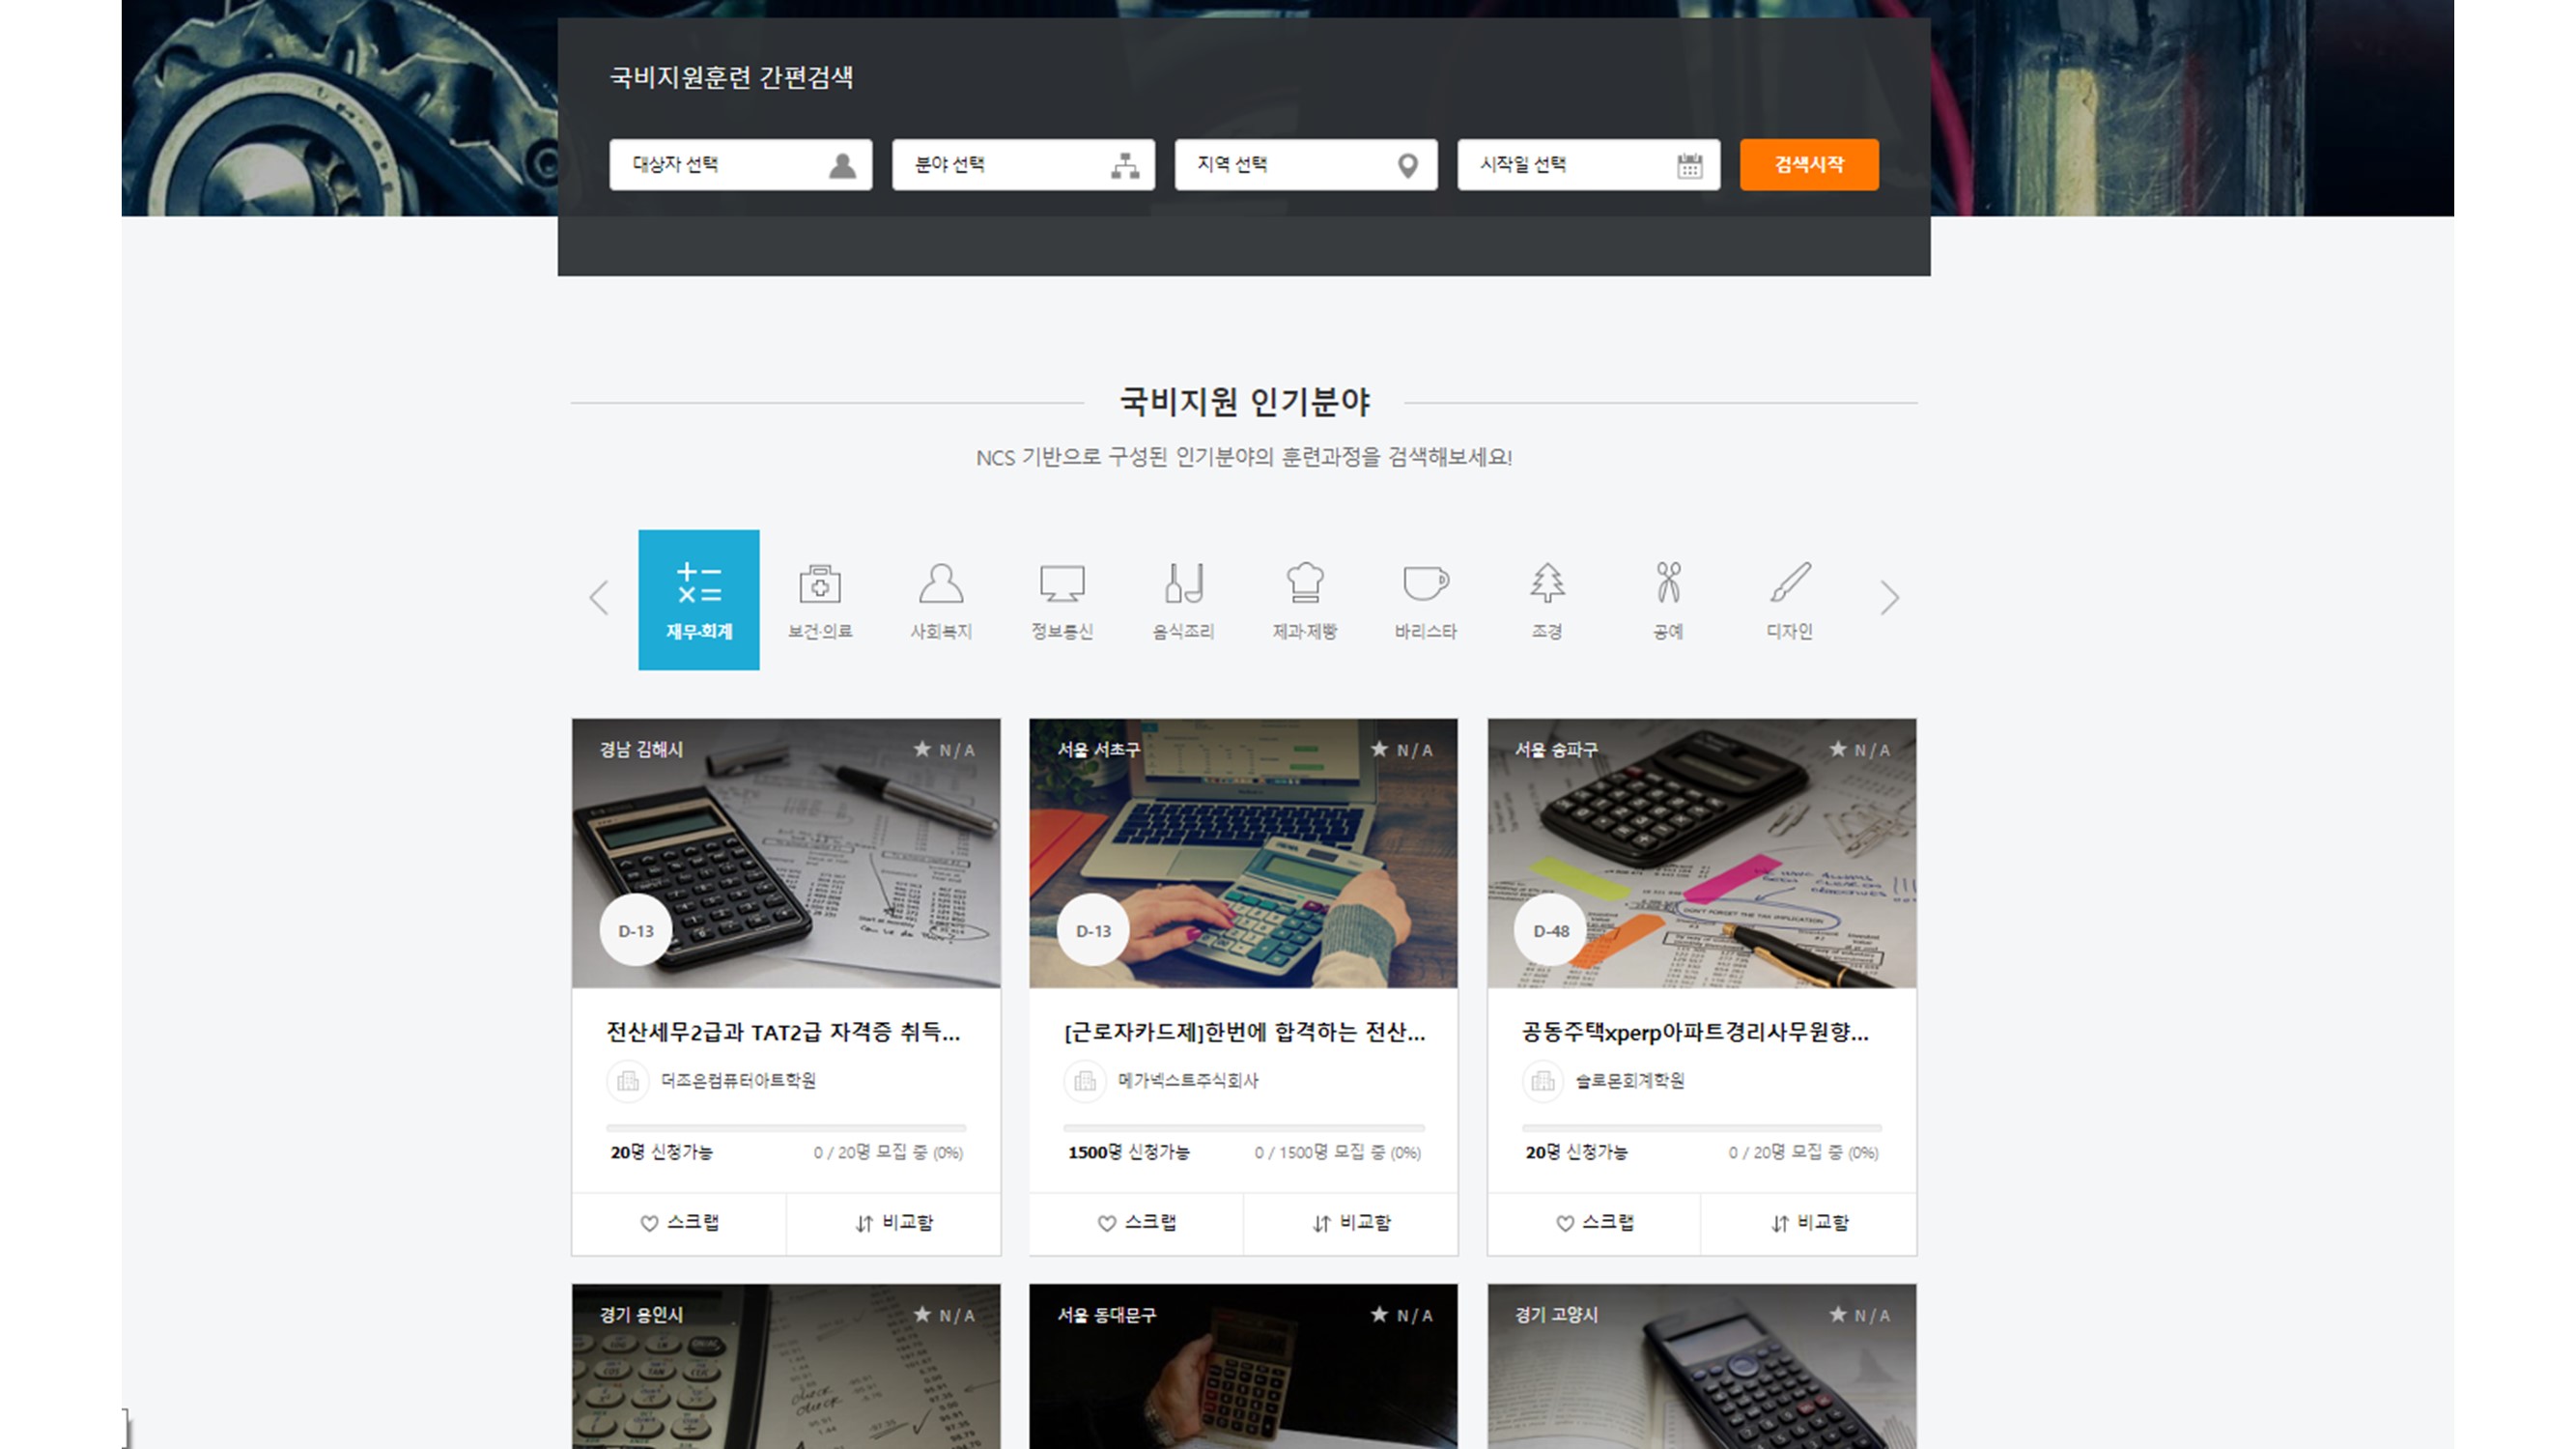 국비지원훈련 간편검색
대상자 선택
분야 선택
지역 선택
시작일 선택
검색시작
국비지원 인기분야
NCS 기반으로 구성된 인기분야의 훈련과정을 검색해보세요!
재무·회계
보건·의료
사회복지
정보통신
음식조리
제과·제빵
바리스타
조경
공예
디자인
경남 김해시
★ N / A
D-13
전산세무2급과 TAT2급 자격증 취득...
더조은컴퓨터아트학원
20명 신청가능
0 / 20명 모집 중 (0%)
스크랩
비교함
서울 서초구
★ N / A
D-13
[근로자카드제]한번에 합격하는 전산...
메가넥스트주식회사
1500명 신청가능
0 / 1500명 모집 중 (0%)
스크랩
비교함
서울 송파구
★ N / A
D-48
공동주택xperp아파트경리사무원향...
솔로몬회계학원
20명 신청가능
0 / 20명 모집 중 (0%)
스크랩
비교함
경기 용인시
★ N / A
서울 동대문구
★ N / A
경기 고양시
★ N / A